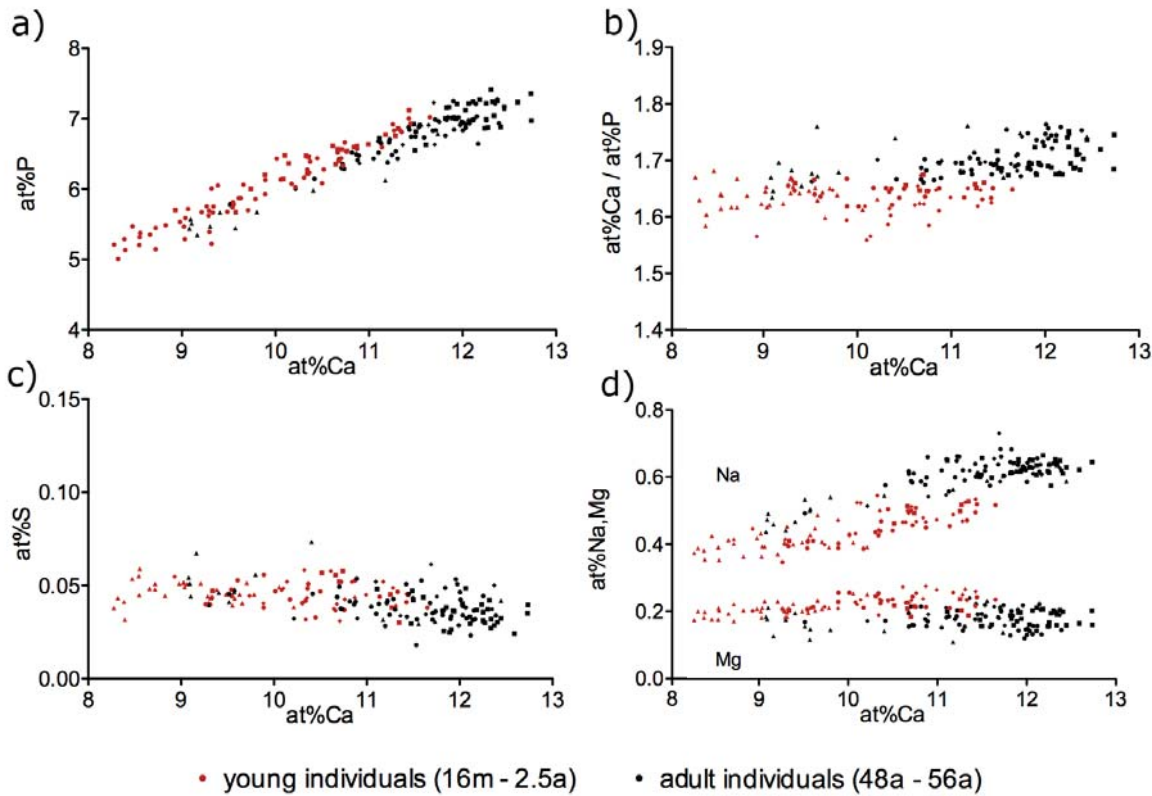 a)
8
7
6
5
4
at%P
8 9 10 11 12 13
at%Ca
b)
1.9
1.8
1.7
1.6
1.5
1.4
at%Ca / at%P
8 9 10 11 12 13
at%Ca
c)
0.15
0.10
0.05
0.00
at%S
8 9 10 11 12 13
at%Ca
d)
0.8
0.6
0.4
0.2
0.0
at%Na,Mg
Na
Mg
8 9 10 11 12 13
at%Ca
young individuals (16m - 2.5a)
adult individuals (48a - 56a)